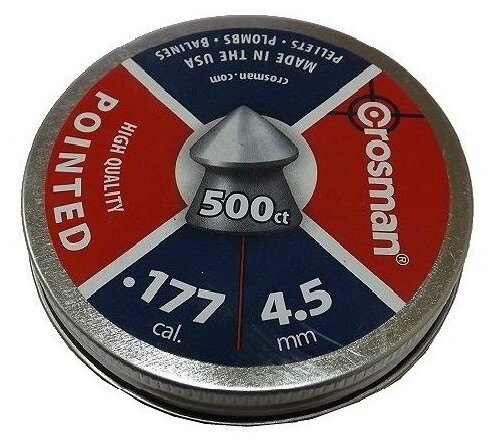 PELLETS • PLOMBS • BALINES
MADE IN THE USA
crosman.com
HIGH QUALITY
POINTED
Crosman®
500ct
.177
cal.
4.5
mm